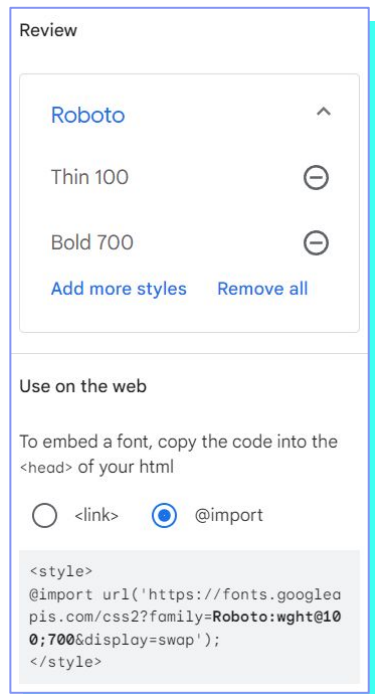 Review
Roboto
Thin 100
Bold 700
Add more styles Remove all
Use on the web
To embed a font, copy the code into the
<head> of your html
<link> @import
<style>
@import url('https://fonts.googlea
pis.com/css2?family=Roboto:wght@10
0;700&display=swap');
</style>